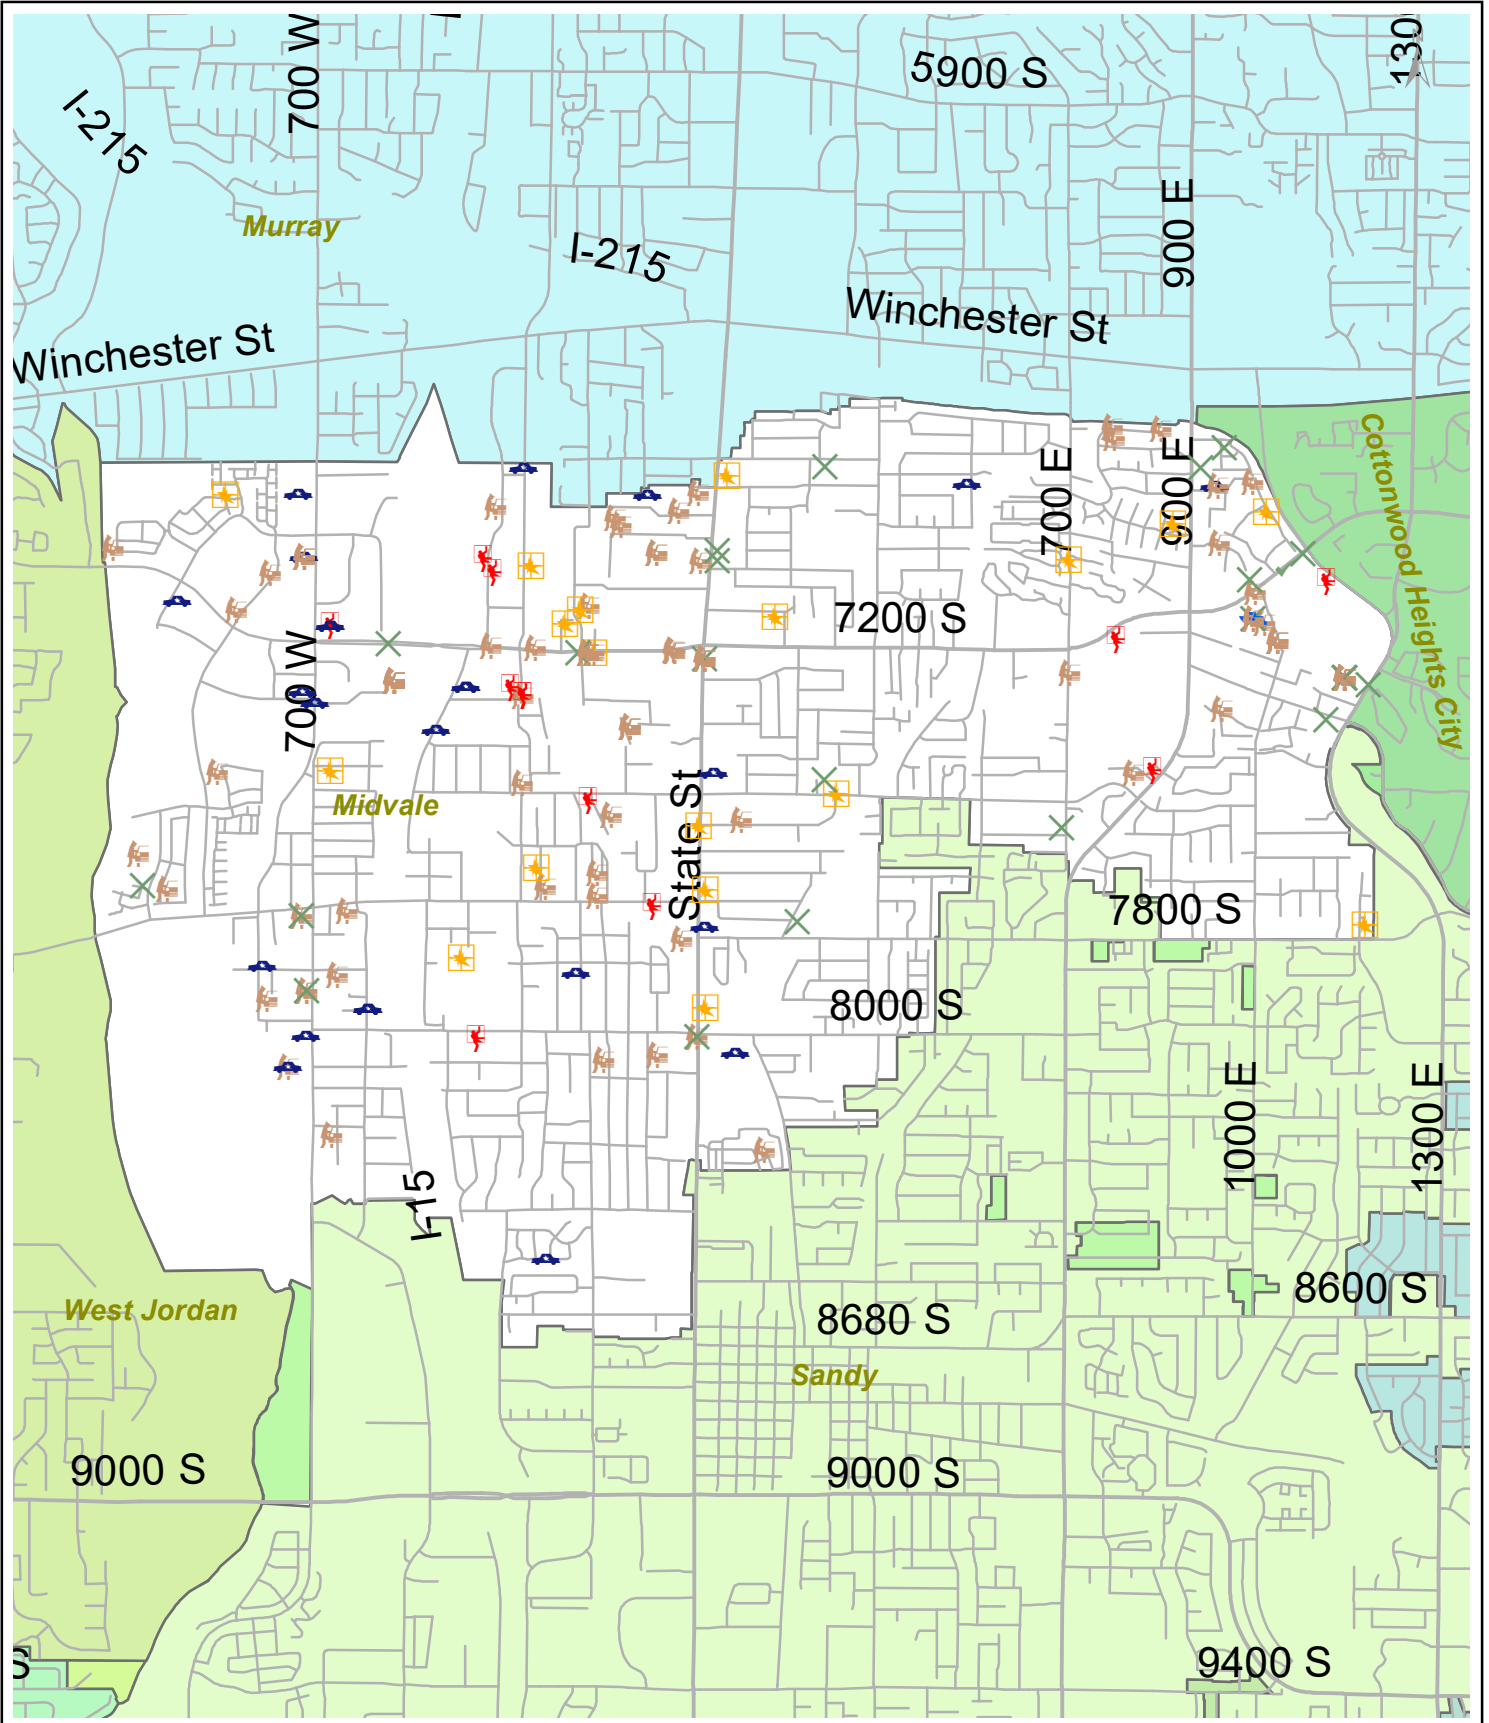 700 W
5900 S
130
I-215
Murray
900 E
I-215
Winchester St
Winchester St
Cottonwood Heights City
700 E
900 E
7200 S
700 W
State St
Midvale
7800 S
8000 S
1000 E
1300 E
I-15
8600 S
West Jordan
8680 S
Sandy
9000 S
9000 S
S
9400 S